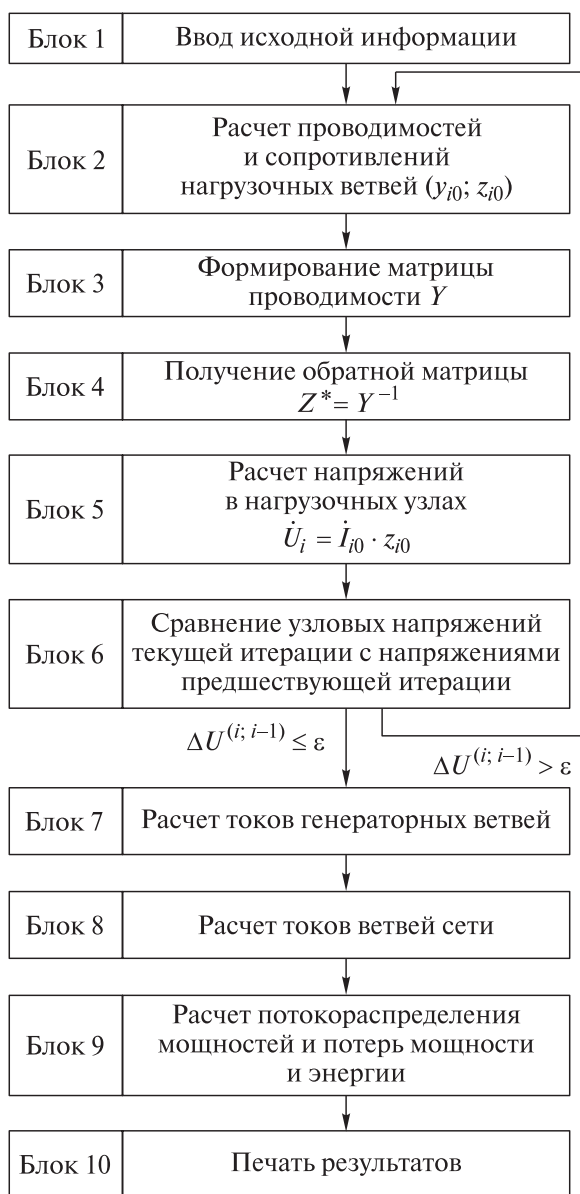 Блок 1
Ввод исходной информации
Блок 2
Расчет проводимостей
и сопротивлений
нагрузочных ветвей (y_{i0}; z_{i0})
Блок 3
Формирование матрицы
проводимости Y
Блок 4
Получение обратной матрицы
Z* = Y^{–1}
Блок 5
Расчет напряжений
в нагрузочных узлах
U̇_i = İ_{i0} · z_{i0}
Блок 6
Сравнение узловых напряжений
текущей итерации с напряжениями
предшествующей итерации
ΔU^{(i; i–1)} ≤ ε
ΔU^{(i; i–1)} > ε
Блок 7
Расчет токов генераторных ветвей
Блок 8
Расчет токов ветвей сети
Блок 9
Расчет потокораспределения
мощностей и потерь мощности
и энергии
Блок 10
Печать результатов